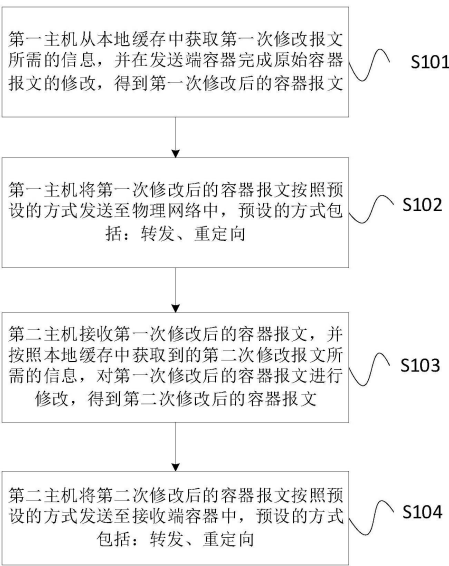 第一主机从本地缓存中获取第一次修改报文
所需的信息，并在发送端容器完成原始容器
报文的修改，得到第一次修改后的容器报文
S101
第一主机将第一次修改后的容器报文按照预
设的方式发送至物理网络中，预设的方式包
括：转发、重定向
S102
第二主机接收第一次修改后的容器报文，并
按照本地缓存中获取到的第二次修改报文所
需的信息，对第一次修改后的容器报文进行
修改，得到第二次修改后的容器报文
S103
第二主机将第二次修改后的容器报文按照预
设的方式发送至接收端容器中，预设的方式
包括：转发、重定向
S104